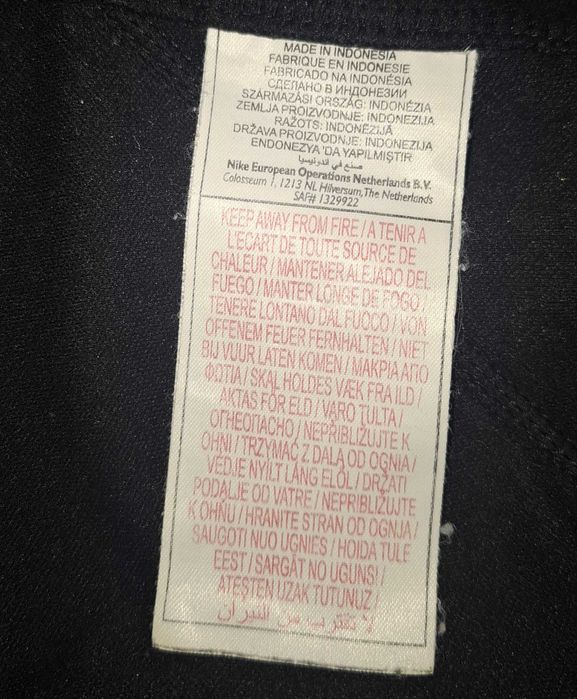 MADE IN INDONESIA
FABRIQUE EN INDONESIE
FABRICADO NA INDONÉSIA
СДЕЛАНО В ИНДОНЕЗИИ
SZÁRMAZÁSI ORSZÁG: INDONÉZIA
ZEMLJA PROIZVODNJE: INDONEZIJA
RAŽOTS: INDONĒZIJĀ
DRŽAVA PROIZVODNJE: INDONEZIJA
ENDONEZYA 'DA YAPILMIŞTIR
صنع في اندونيسيا
Nike European Operations Netherlands B.V.
Colosseum 1, 1213 NL Hilversum, The Netherlands
SAF# 1329922
KEEP AWAY FROM FIRE / A TENIR A
L'ECART DE TOUTE SOURCE DE
CHALEUR / MANTENER ALEJADO DEL
FUEGO / MANTER LONGE DE FOGO /
TENERE LONTANO DAL FUOCO / VON
OFFENEM FEUER FERNHALTEN / NIET
BIJ VUUR LATEN KOMEN / ΜΑΚΡΙΑ ΑΠΟ
ΦΩΤΙΑ / SKAL HOLDES VÆK FRA ILD /
AKTAS FÖR ELD / VARO TULTA /
ОГНЕОПАСНО / NEPŘIBLIŽUJTE K
OHNI / TRZYMAĆ Z DALA OD OGNIA /
VEDJE NYÍLT LÁNG ELŐL / DRŽATI
PODALJE OD VATRE / NEPRIBLIŽUJTE
K OHŇU / HRANITE STRAN OD OGNJA /
SAUGOTI NUO UGNIES / HOIDA TULE
EEST / SARGĀT NO UGUNS! /
ATEŞTEN UZAK TUTUNUZ /
لا تقترب من النيران